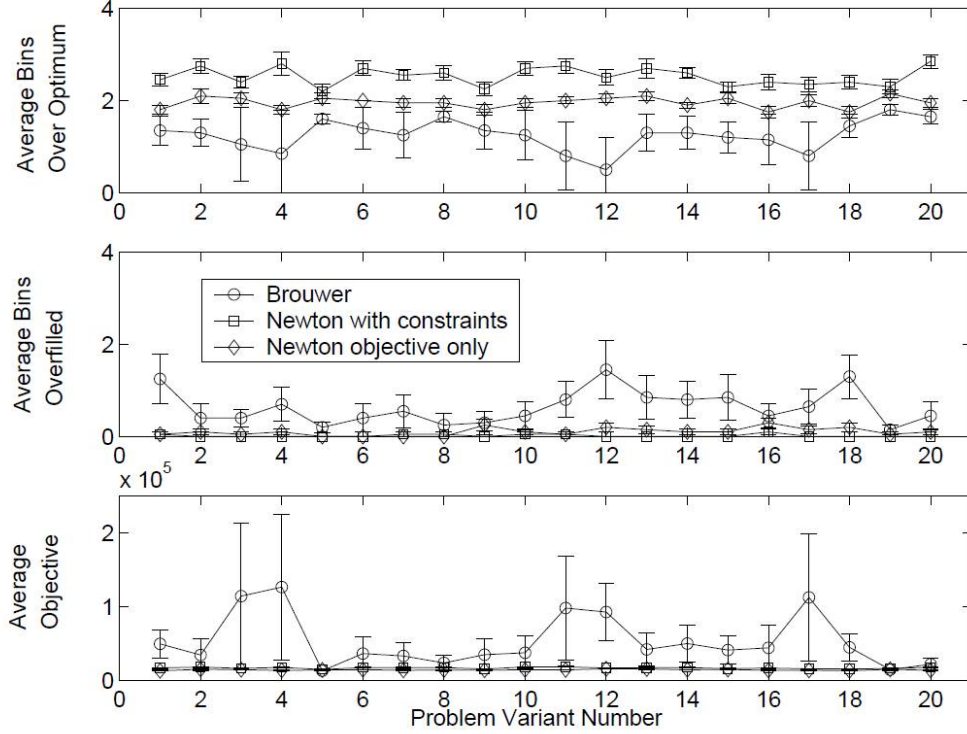 Average Bins
Over Optimum
4
2
0
0 2 4 6 8 10 12 14 16 18 20
Average Bins
Overfilled
4
2
0
Brouwer
Newton with constraints
Newton objective only
0 2 4 6 8 10 12 14 16 18 20
x 10^5
Average
Objective
2
1
0
0 2 4 6 8 10 12 14 16 18 20
Problem Variant Number